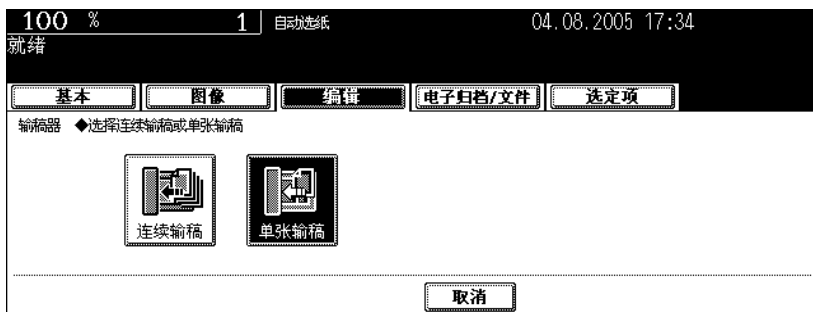 100 % 1 自动选纸 04.08.2005 17:34
就绪
基本 图像 编辑 电子归档/文件 选定项
输稿器 ◆选择连续输稿或单张输稿
连续输稿 单张输稿
取消